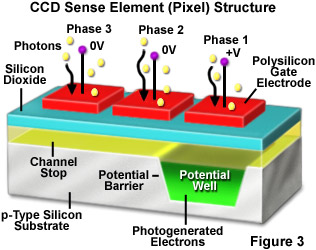 CCD Sense Element (Pixel) Structure
Phase 3
Phase 2
Phase 1
Photons
0V
0V
+V
Silicon
Dioxide
Polysilicon
Gate
Electrode
Channel
Stop
Potential
Barrier
Potential
Well
p-Type Silicon
Substrate
Photogenerated
Electrons
Figure 3